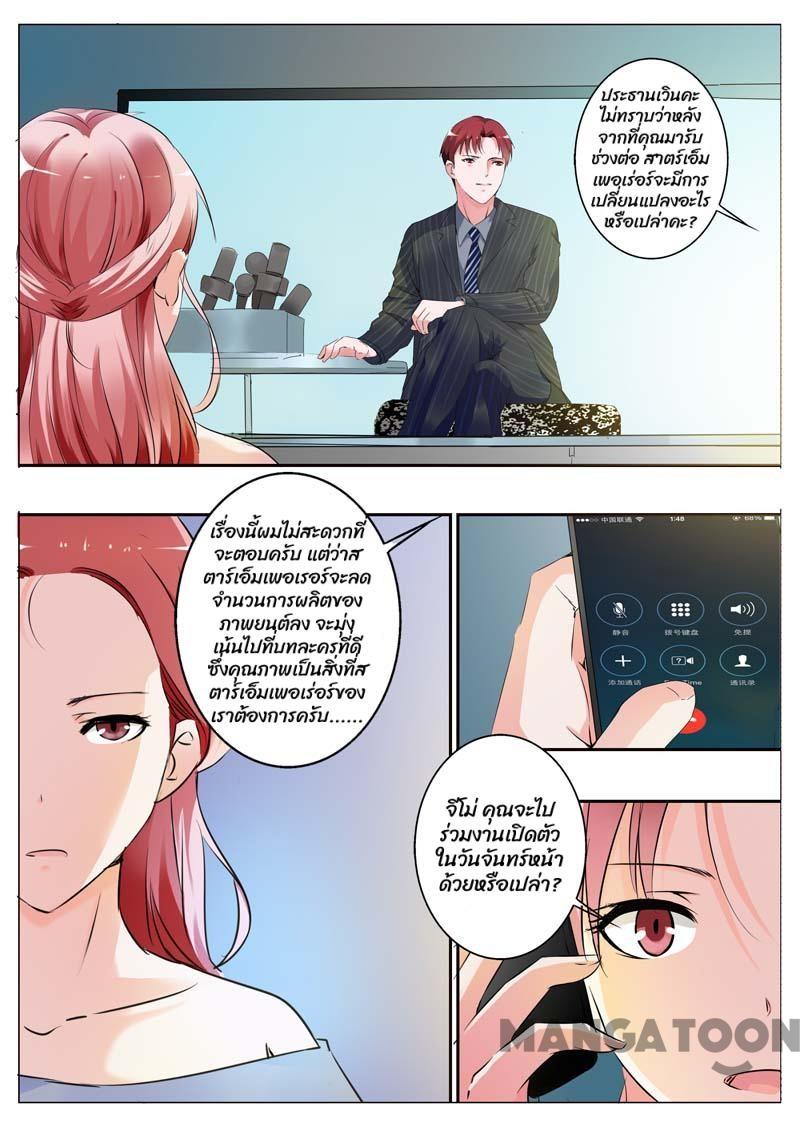 ประธานเวินคะ
ไม่ทราบว่าหลัง
จากที่คุณมารับ
ช่วงต่อ สาตร์เอ็ม
เพอเร่อร์จะมีการ
เปลี่ยนแปลงอะไร
หรือเปล่าคะ?
เรื่องนี้ผมไม่สะดวกที่
จะตอบครับ แต่ว่าส
ตาร์เอ็มเพอเรอร์จะลด
จำนวนการผลิตของ
ภาพยนต์ลง จะมุ่ง
เน้นไปที่บทละครที่ดี
ซึ่งคุณภาพเป็นสิ่งที่ส
ตาร์เอ็มเพอเร่อร์ของ
เราต้องการครับ......
中国联通 1:48 68%
静音 拨号键盘 免提
添加通话 Time 通讯录
จีโม่ คุณจะไป
ร่วมงานเปิดตัว
ในวันจันทร์หน้า
ด้วยหรือเปล่า?
MANGATOON